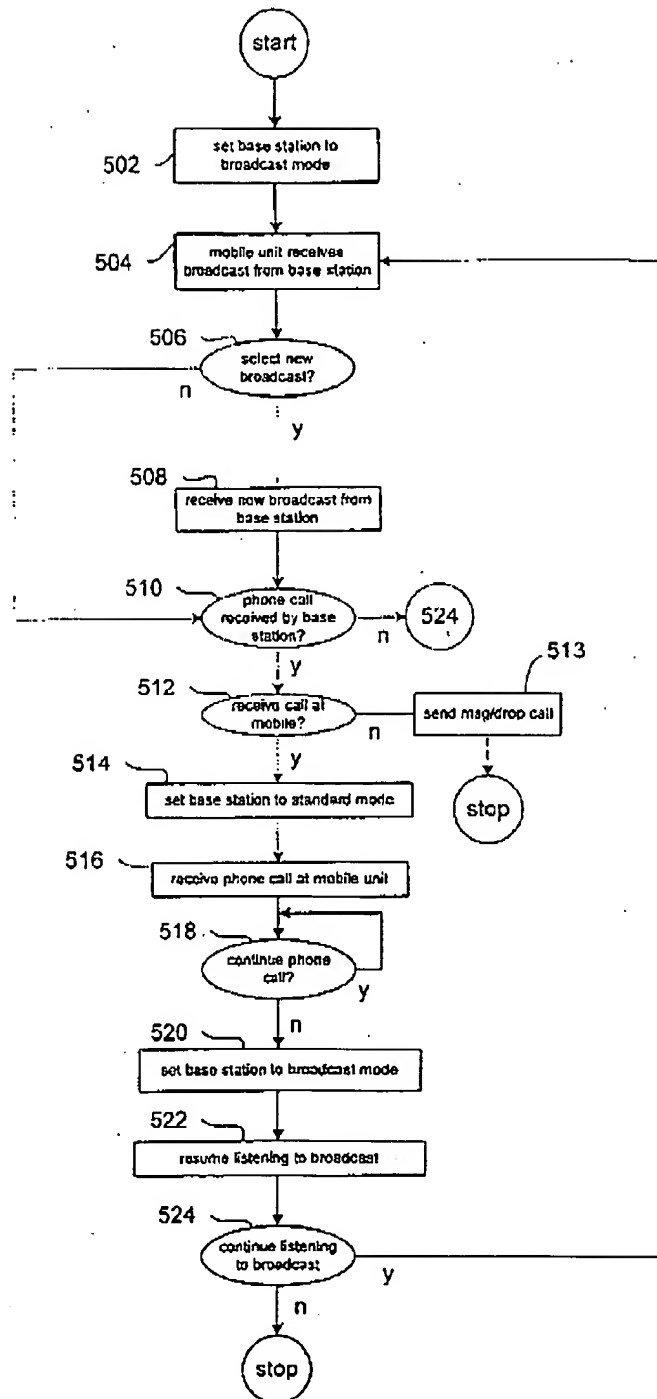 start
502
set base station to
broadcast mode
504
mobile unit receives
broadcast from base station
506
select new
broadcast?
n
y
508
receive now broadcast from
base station
510
phone call
received by base
station?
n
524
y
512
receive call at
mobile?
n
513
send msg/drop call
stop
y
514
set base station to standard mode
516
receive phone call at mobile unit
518
continue phone
call?
y
n
520
set base station to broadcast mode
522
resume listening to broadcast
524
continue listening
to broadcast
y
n
stop